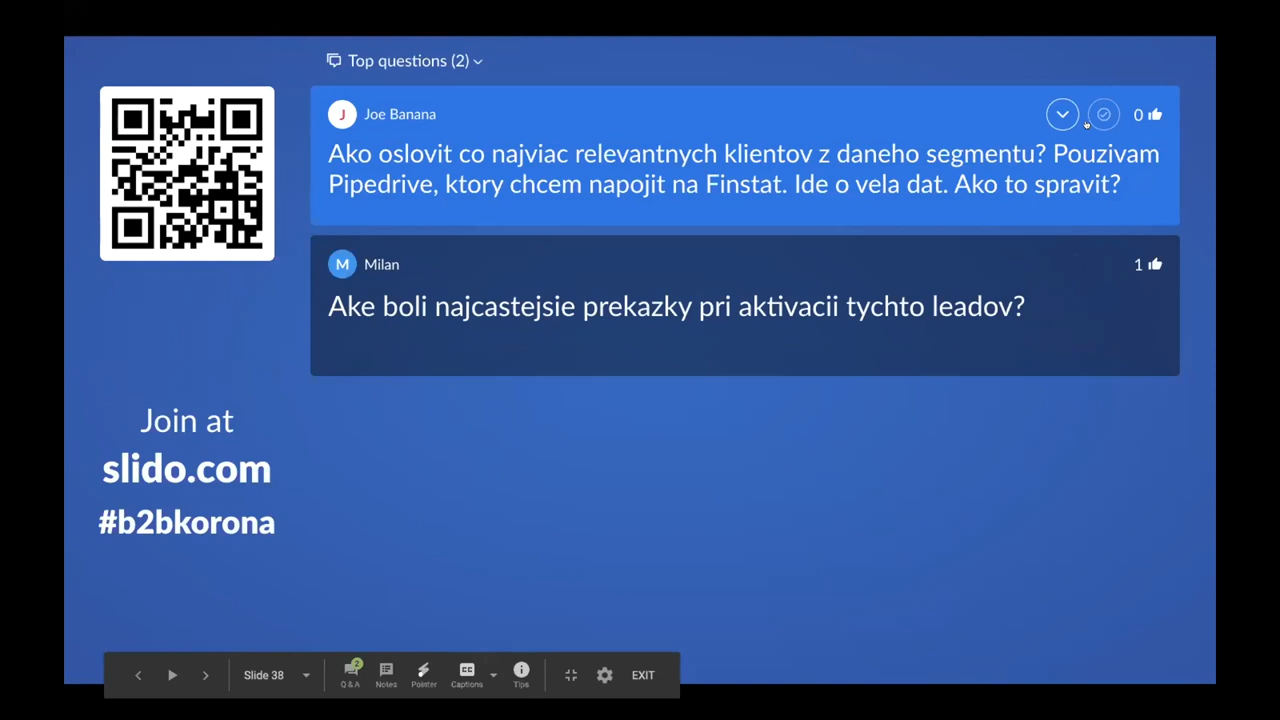 Top questions (2)
J Joe Banana
0
Ako oslovit co najviac relevantnych klientov z daneho segmentu? Pouzivam
Pipedrive, ktory chcem napojit na Finstat. Ide o vela dat. Ako to spravit?
M Milan
1
Ake boli najcastejsie prekazky pri aktivacii tychto leadov?
Join at
slido.com
#b2bkorona
Slide 38
2
Q & A
Notes
Pointer
CC
Captions
Tips
EXIT